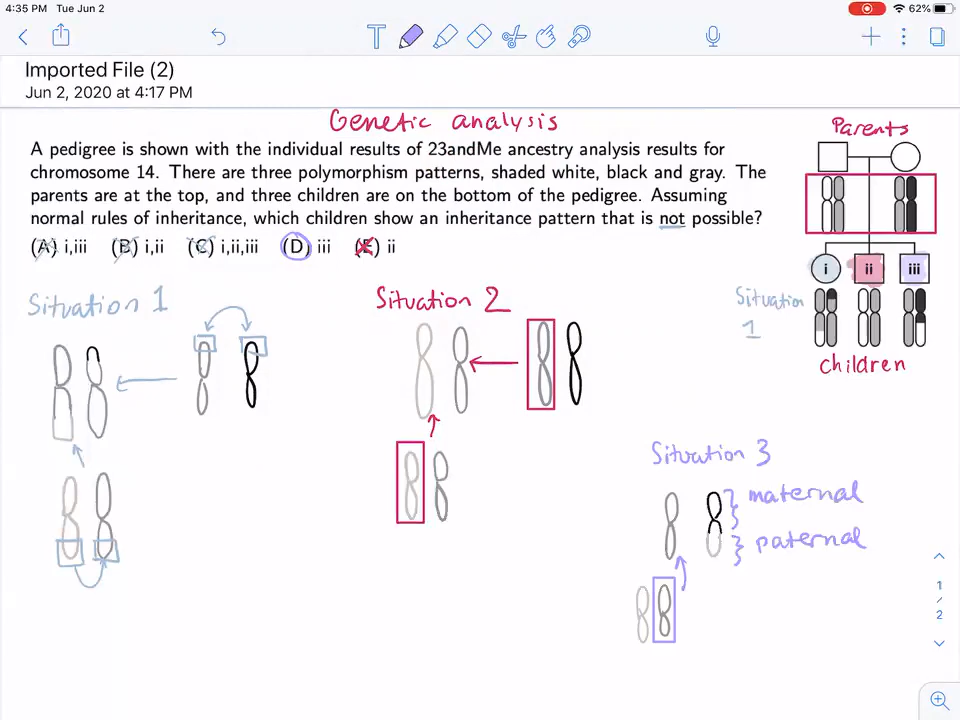 4:35 PM Tue Jun 2
62%
Imported File (2)
Jun 2, 2020 at 4:17 PM
Genetic analysis
A pedigree is shown with the individual results of 23andMe ancestry analysis results for
chromosome 14. There are three polymorphism patterns, shaded white, black and gray. The
parents are at the top, and three children are on the bottom of the pedigree. Assuming
normal rules of inheritance, which children show an inheritance pattern that is not possible?
(A) i,iii (B) i,ii (C) i,ii,iii (D) iii (E) ii
Parents
i ii iii
children
Situation 1
Situation 2
Situation
1
Situation 3
maternal
paternal
1
/
2